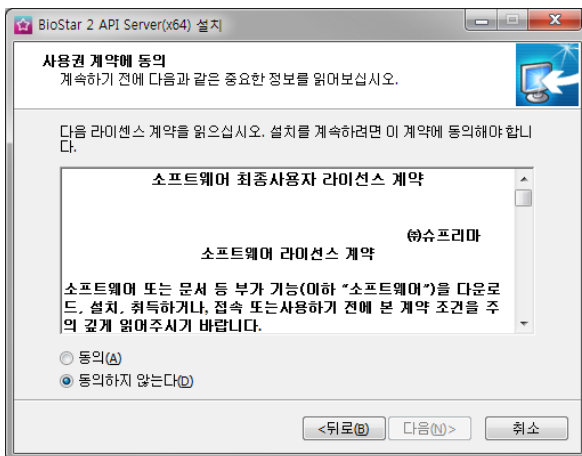 BioStar 2 API Server(x64) 설치
사용권 계약에 동의
계속하기 전에 다음과 같은 중요한 정보를 읽어보십시오.
다음 라이센스 계약을 읽으십시오. 설치를 계속하려면 이 계약에 동의해야 합니
다.
소프트웨어 최종사용자 라이선스 계약
㈜슈프리마
소프트웨어 라이선스 계약
소프트웨어 또는 문서 등 부가 기능(이하 “소프트웨어”)을 다운로
드, 설치, 취득하거나, 접속 또는사용하기 전에 본 계약 조건을 주
의 깊게 읽어주시기 바랍니다.
동의(A)
동의하지 않는다(D)
<뒤로(B) 다음(N)> 취소